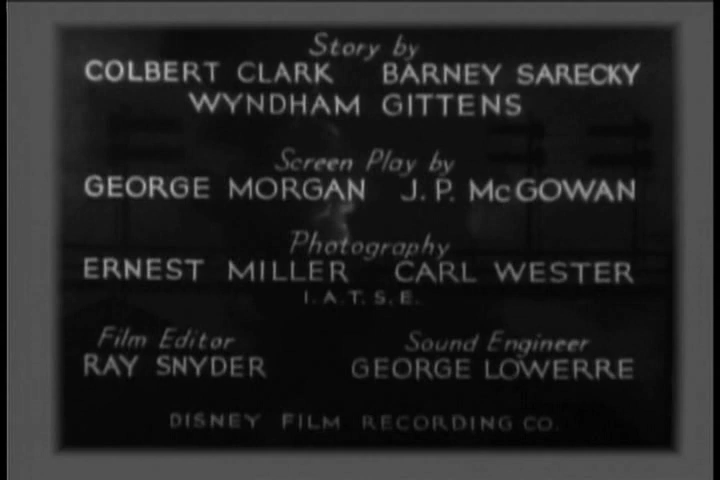 Story by
COLBERT CLARK BARNEY SARECKY
WYNDHAM GITTENS
Screen Play by
GEORGE MORGAN J. P. McGOWAN
Photography
ERNEST MILLER CARL WESTER
I. A. T. S. E.
Film Editor Sound Engineer
RAY SNYDER GEORGE LOWERRE
DISNEY FILM RECORDING CO.